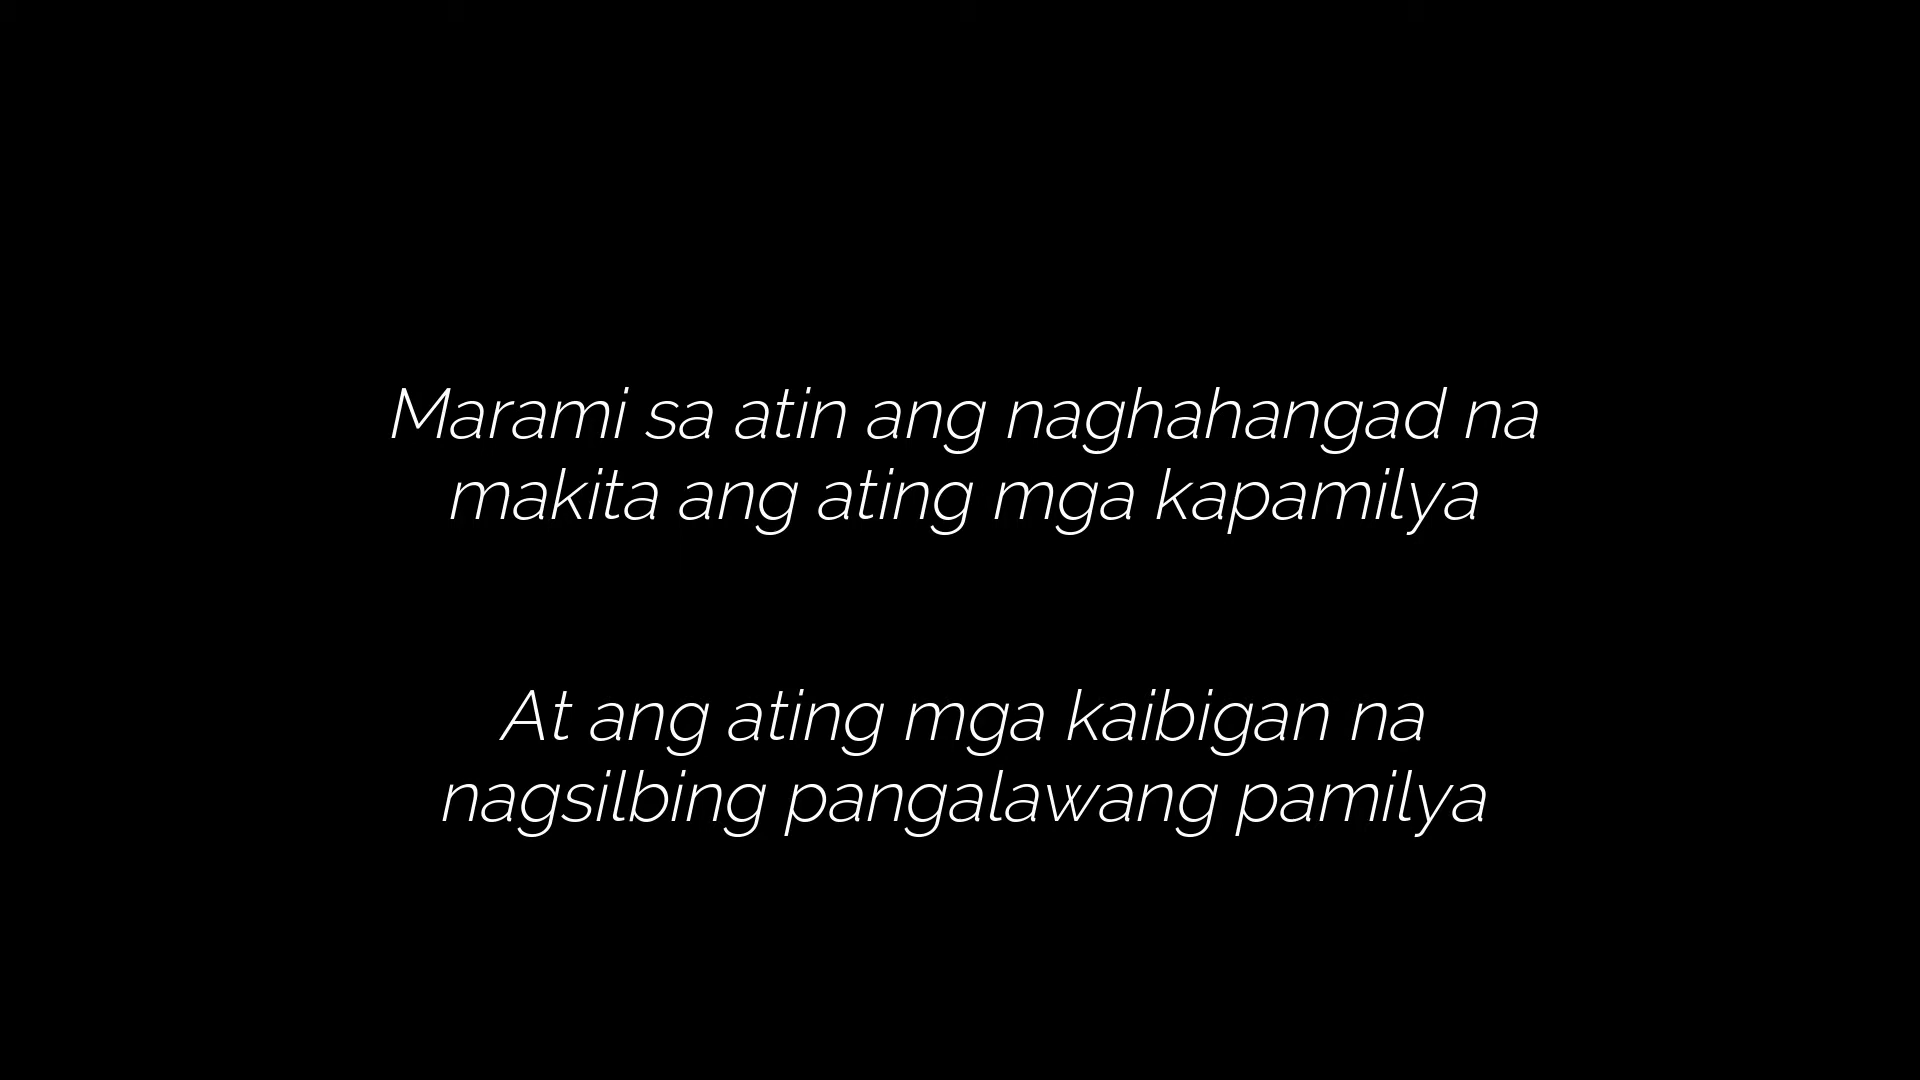 Marami sa atin ang naghahangad na
makita ang ating mga kapamilya
At ang ating mga kaibigan na
nagsilbing pangalawang pamilya